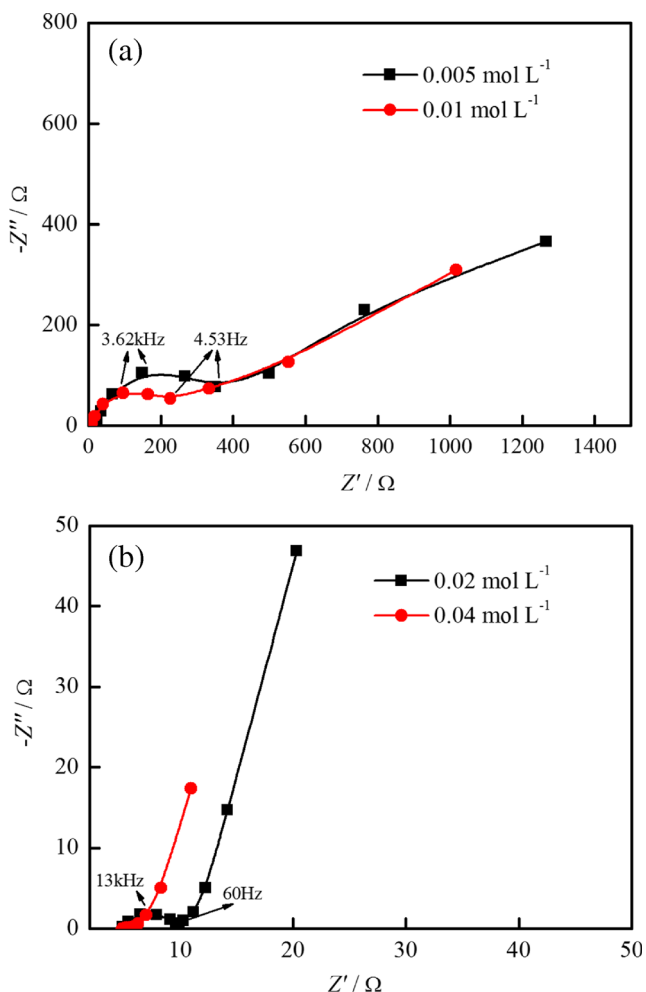 (a)
0.005 mol L⁻¹
0.01 mol L⁻¹
800
600
400
200
0
-Z″ / Ω
3.62kHz
4.53Hz
0 200 400 600 800 1000 1200 1400
Z′ / Ω
(b)
0.02 mol L⁻¹
0.04 mol L⁻¹
50
40
30
20
10
0
-Z″ / Ω
13kHz
60Hz
10 20 30 40 50
Z′ / Ω